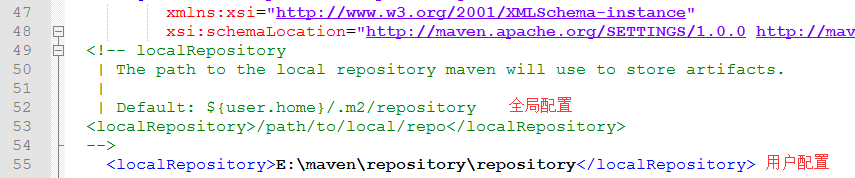 47 xmlns:xsi="http://www.w3.org/2001/XMLSchema-instance"
48 xsi:schemaLocation="http://maven.apache.org/SETTINGS/1.0.0 http://mav
49 <!-- localRepository
50 | The path to the local repository maven will use to store artifacts.
51 |
52 | Default: ${user.home}/.m2/repository 全局配置
53 <localRepository>/path/to/local/repo</localRepository>
54 -->
55 <localRepository>E:\maven\repository\repository</localRepository> 用户配置